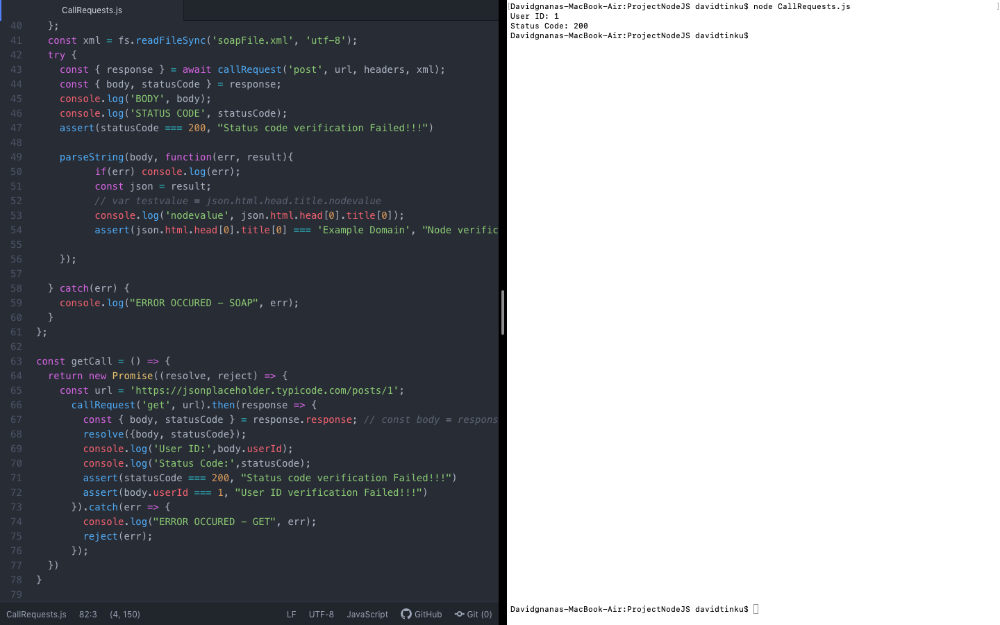 CallRequests.js
40 };
41 const xml = fs.readFileSync('soapFile.xml', 'utf-8');
42 try {
43 const { response } = await callRequest('post', url, headers, xml);
44 const { body, statusCode } = response;
45 console.log('BODY', body);
46 console.log('STATUS CODE', statusCode);
47 assert(statusCode === 200, "Status code verification Failed!!!")
48
49 parseString(body, function(err, result){
50 if(err) console.log(err);
51 const json = result;
52 // var testvalue = json.html.head.title.nodevalue
53 console.log('nodevalue', json.html.head[0].title[0]);
54 assert(json.html.head[0].title[0] === 'Example Domain', "Node verific
55
56 });
57
58 } catch(err) {
59 console.log("ERROR OCCURED - SOAP", err);
60 }
61 };
62
63 const getCall = () => {
64 return new Promise((resolve, reject) => {
65 const url = 'https://jsonplaceholder.typicode.com/posts/1';
66 callRequest('get', url).then(response => {
67 const { body, statusCode } = response.response; // const body = respons
68 resolve({body, statusCode});
69 console.log('User ID:',body.userId);
70 console.log('Status Code:',statusCode);
71 assert(statusCode === 200, "Status code verification Failed!!!")
72 assert(body.userId === 1, "User ID verification Failed!!!")
73 }).catch(err => {
74 console.log("ERROR OCCURED - GET", err);
75 reject(err);
76 });
77 })
78 }
79
CallRequests.js 82:3 (4, 150) LF UTF-8 JavaScript GitHub Git (0)
[Davidgnanas-MacBook-Air:ProjectNodeJS davidtinku$ node CallRequests.js ]
User ID: 1
Status Code: 200
Davidgnanas-MacBook-Air:ProjectNodeJS davidtinku$
Davidgnanas-MacBook-Air:ProjectNodeJS davidtinku$